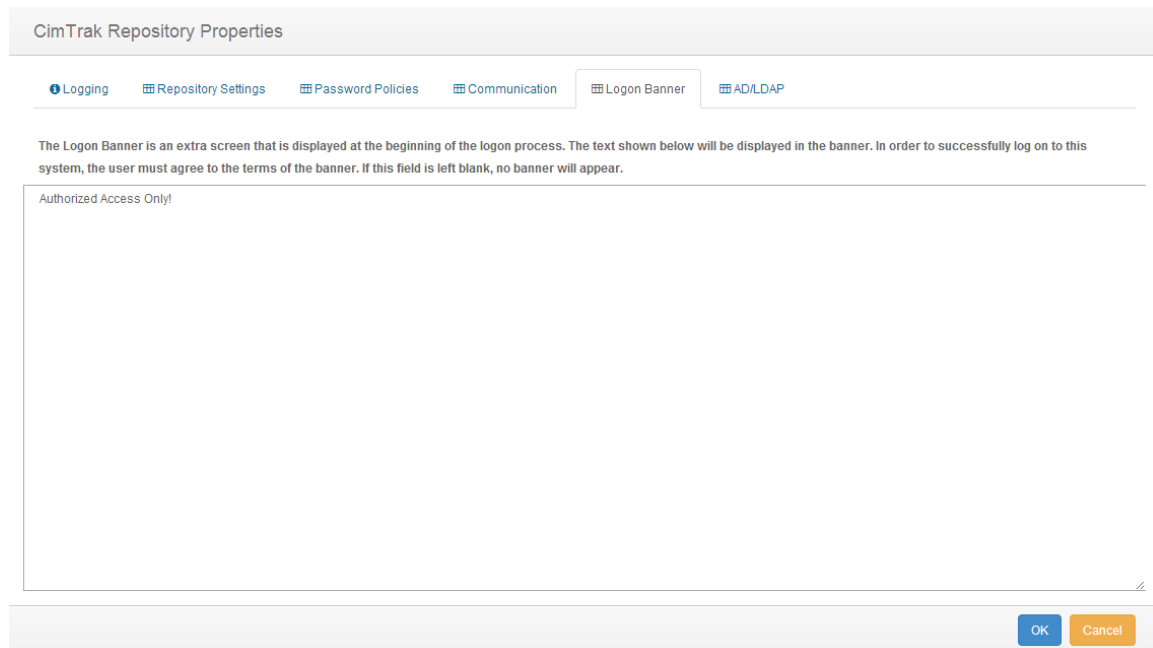 CimTrak Repository Properties
Logging Repository Settings Password Policies Communication Logon Banner AD/LDAP
The Logon Banner is an extra screen that is displayed at the beginning of the logon process. The text shown below will be displayed in the banner. In order to successfully log on to this
system, the user must agree to the terms of the banner. If this field is left blank, no banner will appear.
Authorized Access Only!
OK Cancel